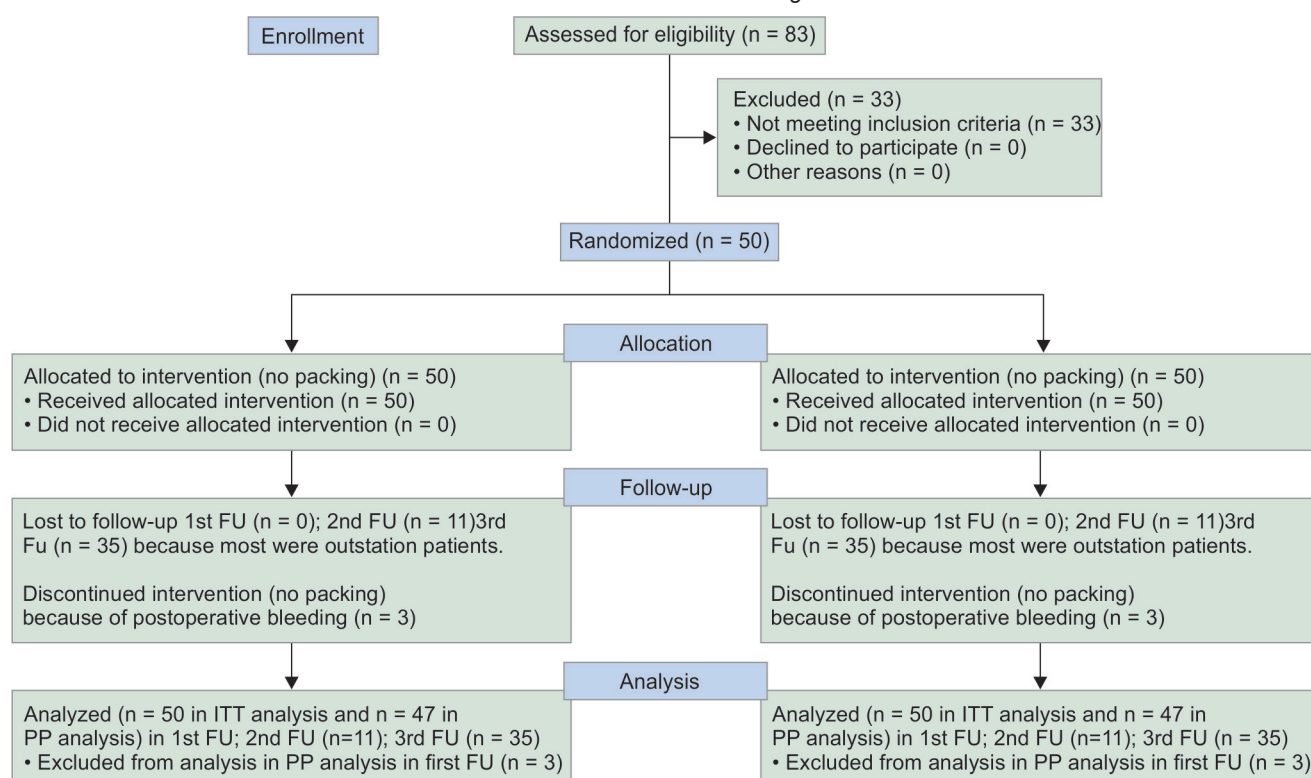 Enrollment
Assessed for eligibility (n = 83)
Excluded (n = 33)
• Not meeting inclusion criteria (n = 33)
• Declined to participate (n = 0)
• Other reasons (n = 0)
Randomized (n = 50)
Allocation
Allocated to intervention (no packing) (n = 50)
• Received allocated intervention (n = 50)
• Did not receive allocated intervention (n = 0)
Allocated to intervention (no packing) (n = 50)
• Received allocated intervention (n = 50)
• Did not receive allocated intervention (n = 0)
Follow-up
Lost to follow-up 1st FU (n = 0); 2nd FU (n = 11)3rd
Fu (n = 35) because most were outstation patients.
Discontinued intervention (no packing)
because of postoperative bleeding (n = 3)
Lost to follow-up 1st FU (n = 0); 2nd FU (n = 11)3rd
Fu (n = 35) because most were outstation patients.
Discontinued intervention (no packing)
because of postoperative bleeding (n = 3)
Analysis
Analyzed (n = 50 in ITT analysis and n = 47 in
PP analysis) in 1st FU; 2nd FU (n=11); 3rd FU (n = 35)
• Excluded from analysis in PP analysis in first FU (n = 3)
Analyzed (n = 50 in ITT analysis and n = 47 in
PP analysis) in 1st FU; 2nd FU (n=11); 3rd FU (n = 35)
• Excluded from analysis in PP analysis in first FU (n = 3)